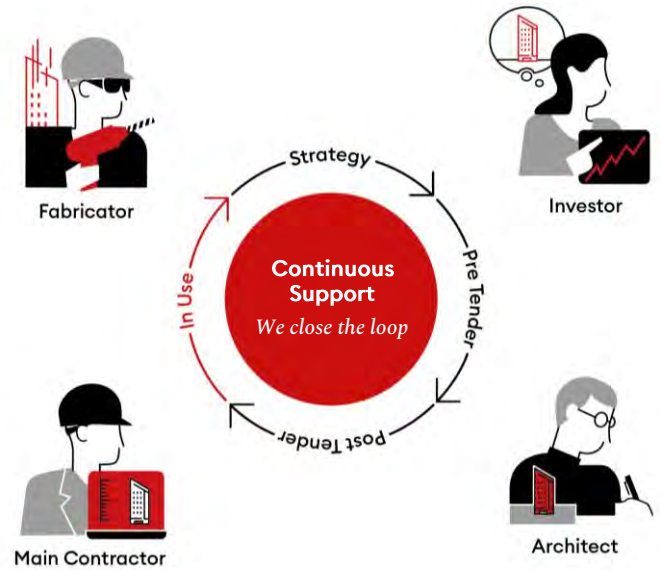 Fabricator
Investor
Strategy
Pre Tender
Post Tender
In Use
Continuous
Support
We close the loop
Main Contractor
Architect